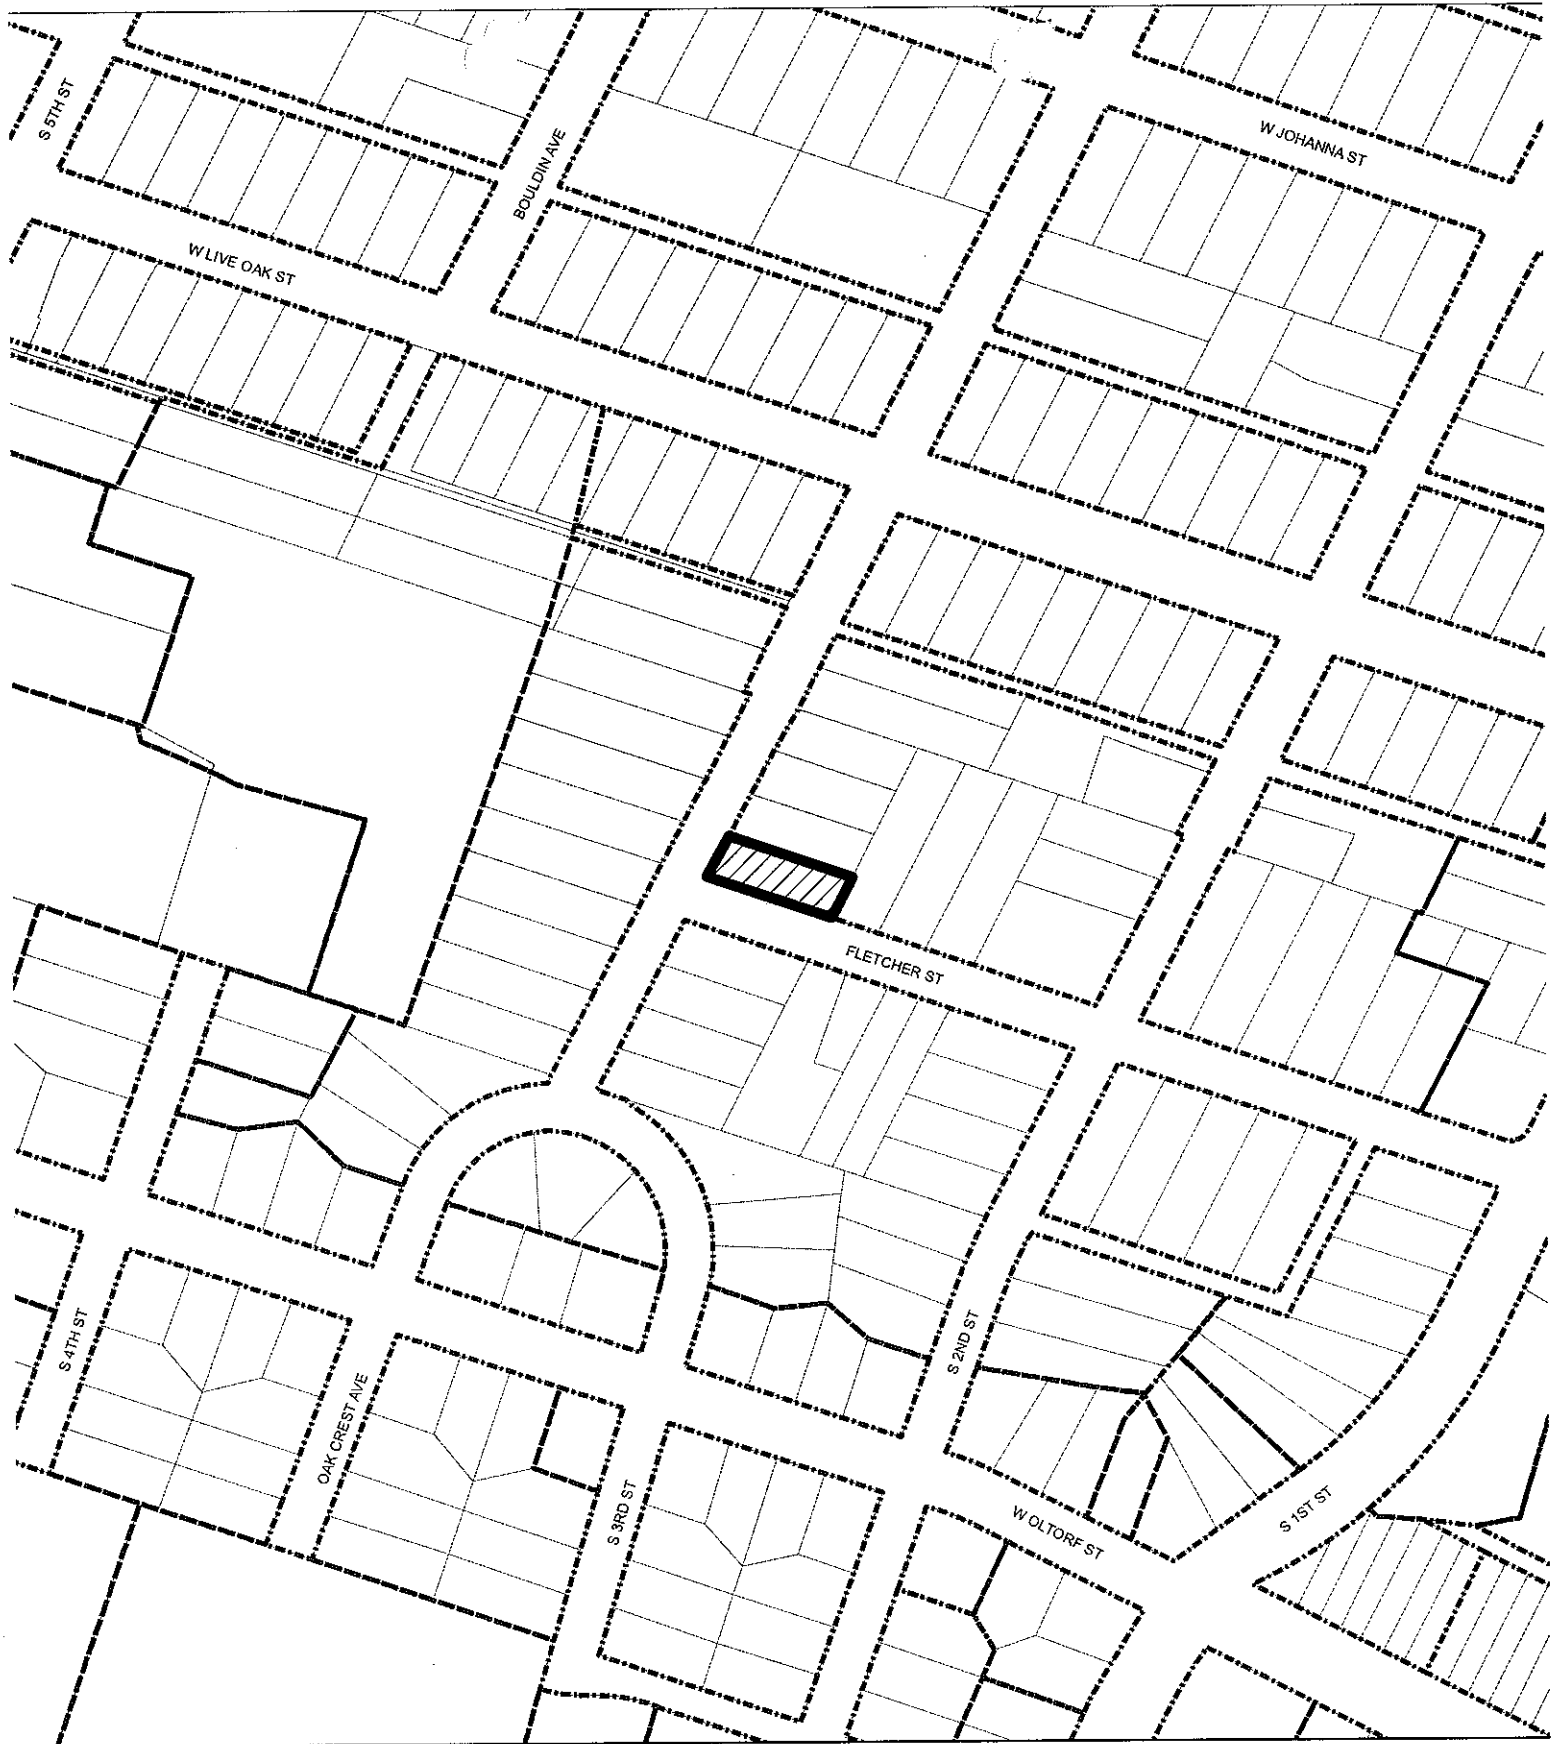 S 5TH ST
W JOHANNA ST
BOULDIN AVE
W LIVE OAK ST
FLETCHER ST
S 4TH ST
S 2ND ST
OAK CREST AVE
S 3RD ST
S 1ST ST
W OLTORF ST